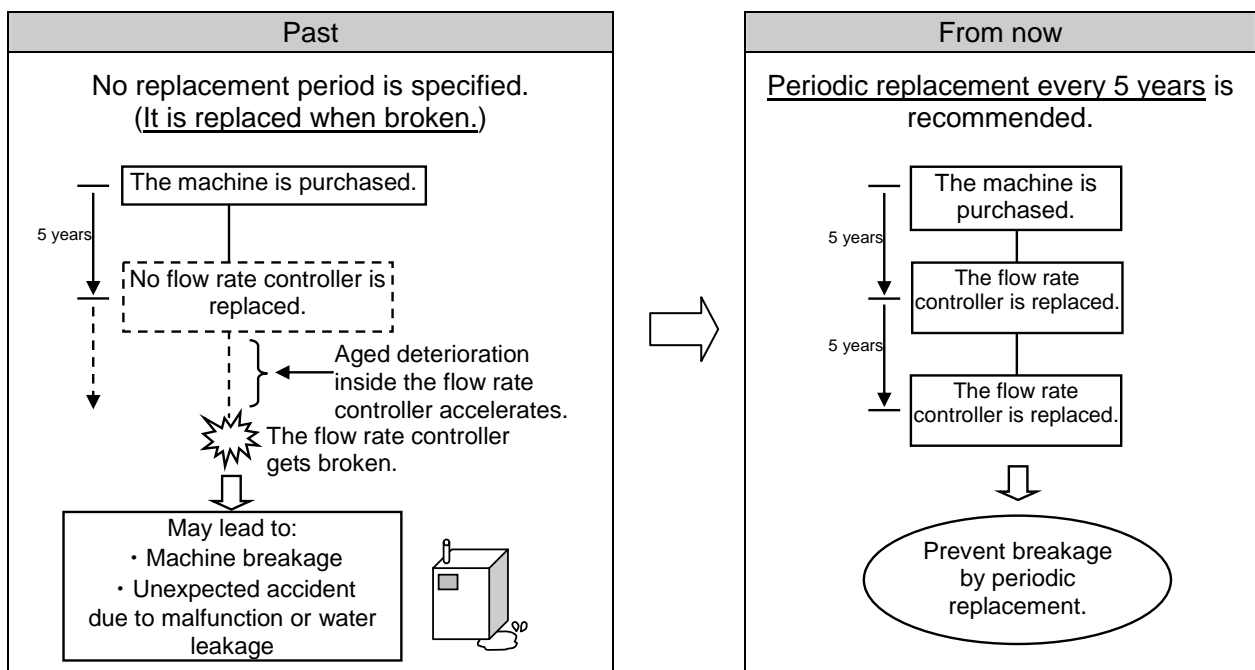 Past
No replacement period is specified.
(It is replaced when broken.)
The machine is purchased.
5 years
No flow rate controller is
replaced.
Aged deterioration
inside the flow rate
controller accelerates.
The flow rate controller
gets broken.
May lead to:
・Machine breakage
・Unexpected accident
due to malfunction or water
leakage
From now
Periodic replacement every 5 years is
recommended.
The machine is
purchased.
5 years
The flow rate
controller is replaced.
5 years
The flow rate
controller is replaced.
Prevent breakage
by periodic
replacement.